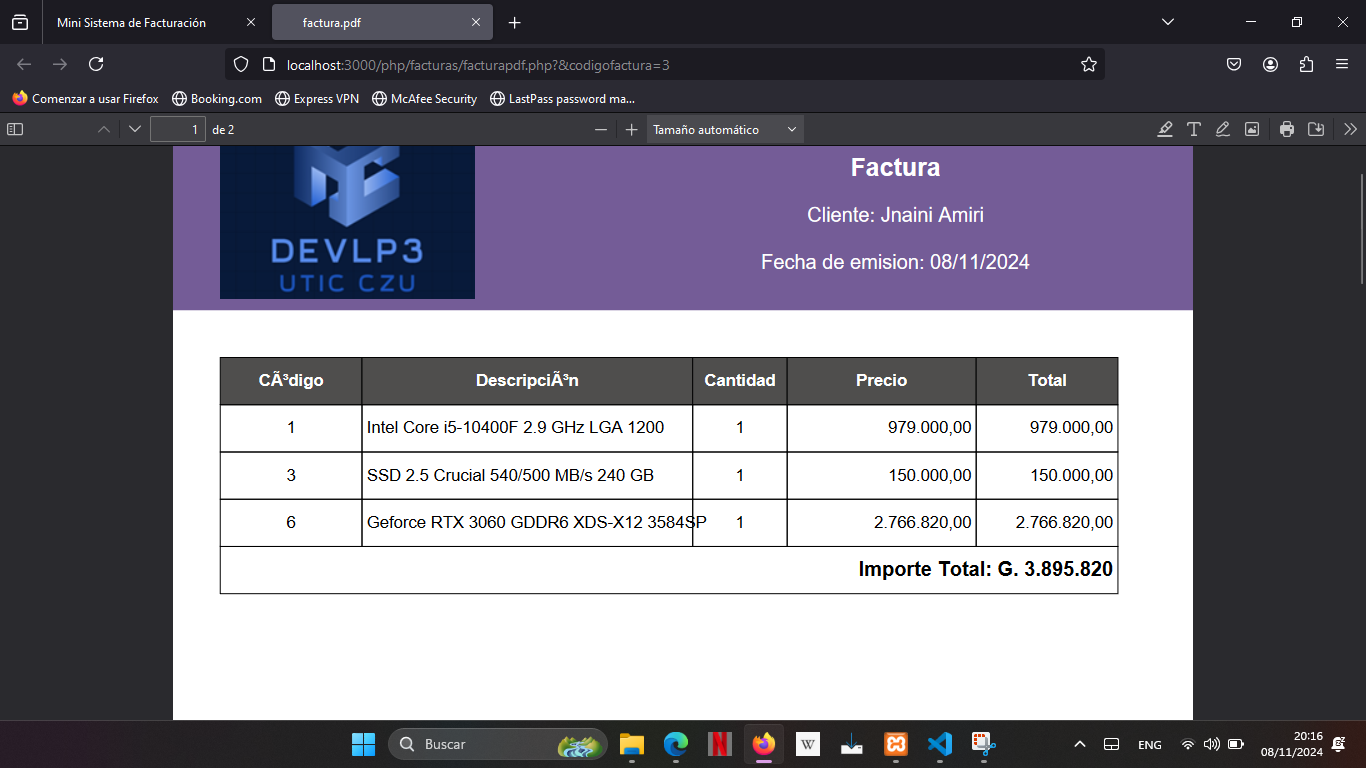 Mini Sistema de Facturación
factura.pdf
localhost:3000/php/facturas/facturapdf.php?&codigofactura=3
Comenzar a usar Firefox Booking.com Express VPN McAfee Security LastPass password ma...
1 de 2 Tamaño automático
Factura
Cliente: Jnaini Amiri
Fecha de emision: 08/11/2024
DEVLP3
UTIC CZU
CÃ³digo DescripciÃ³n Cantidad Precio Total
1 Intel Core i5-10400F 2.9 GHz LGA 1200 1 979.000,00 979.000,00
3 SSD 2.5 Crucial 540/500 MB/s 240 GB 1 150.000,00 150.000,00
6 Geforce RTX 3060 GDDR6 XDS-X12 3584SP 1 2.766.820,00 2.766.820,00
Importe Total: G. 3.895.820
Buscar
N
W
ENG
20:16
08/11/2024